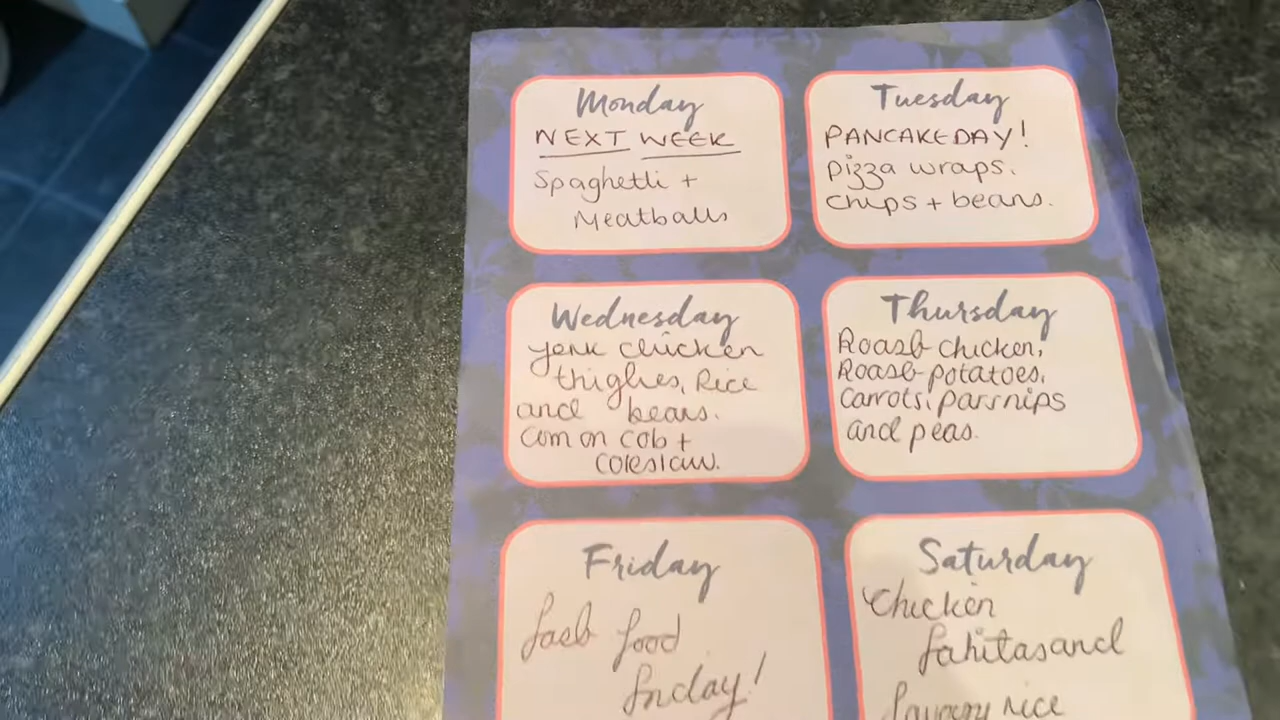 Monday
NEXT WEEK
Spaghetti +
Meatballs
Tuesday
PANCAKEDAY!
Pizza wraps.
chips + beans.
Wednesday
Jerk chicken
thighes, Rice
and beans.
Corn on cob +
coleslaw.
Thursday
Roast chicken,
Roast potatoes,
Carrots, parsnips
and peas.
Friday
fast food
friday!
Saturday
Chicken
fahitas and
savoury rice